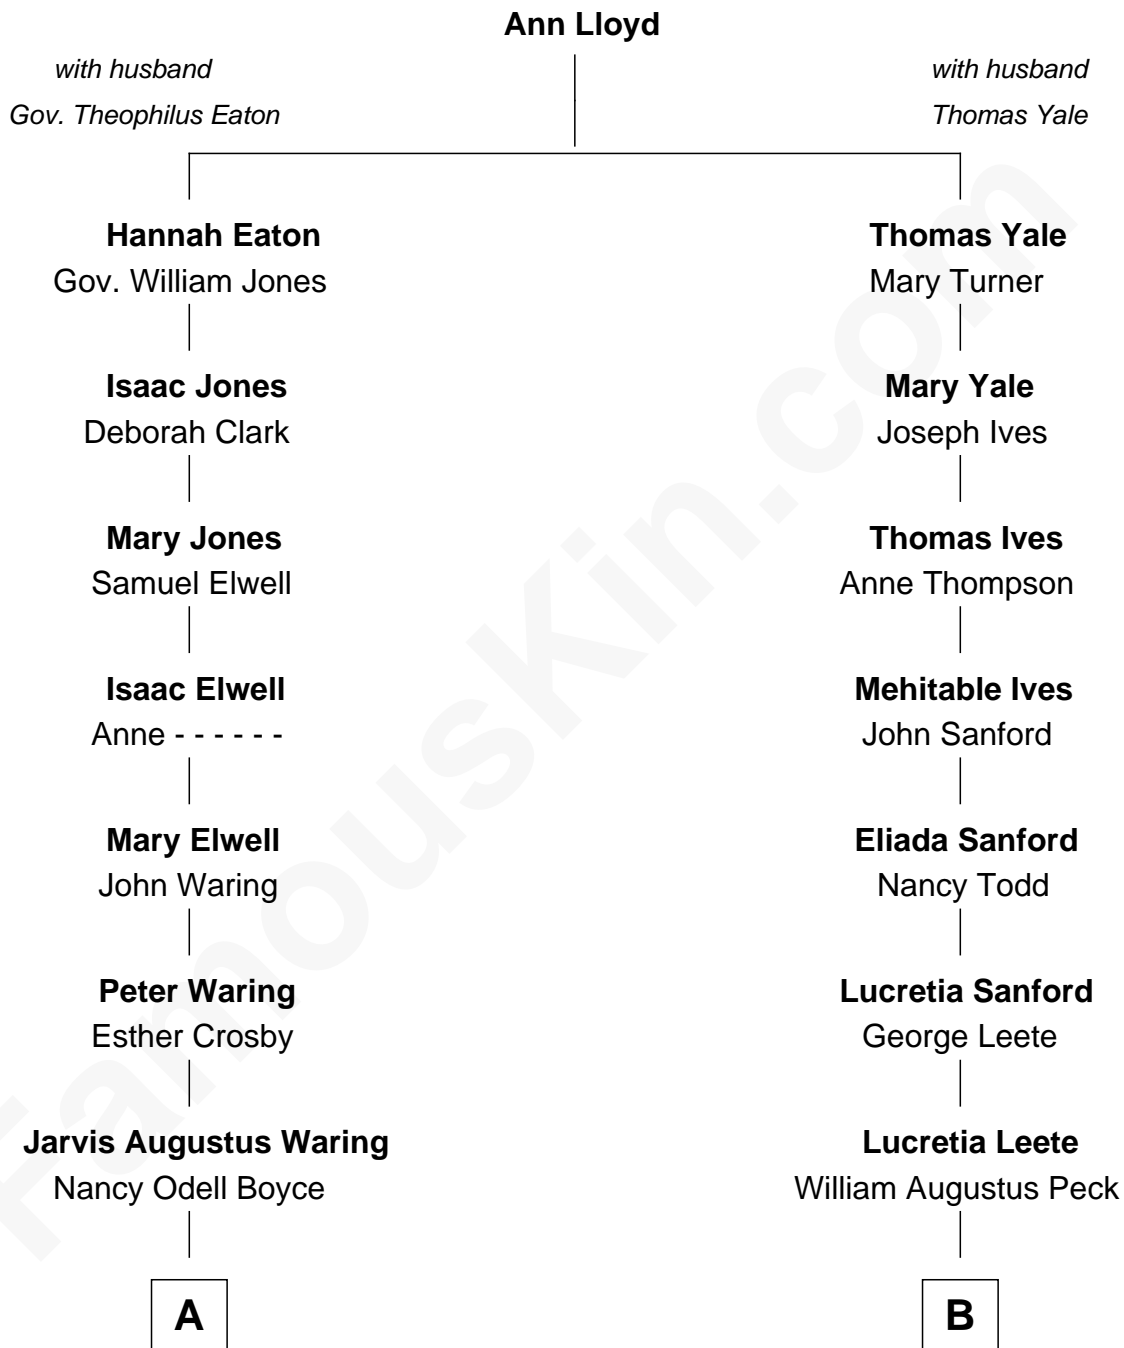 Ann Lloyd
with husband
Gov. Theophilus Eaton
with husband
Thomas Yale
Hannah Eaton
Gov. William Jones
Thomas Yale
Mary Turner
Isaac Jones
Deborah Clark
Mary Yale
Joseph Ives
Mary Jones
Samuel Elwell
Thomas Ives
Anne Thompson
Isaac Elwell
Anne - - - - - -
Mehitable Ives
John Sanford
Mary Elwell
John Waring
Eliada Sanford
Nancy Todd
Peter Waring
Esther Crosby
Lucretia Sanford
George Leete
Jarvis Augustus Waring
Nancy Odell Boyce
Lucretia Leete
William Augustus Peck
A
B
FamousKin.com